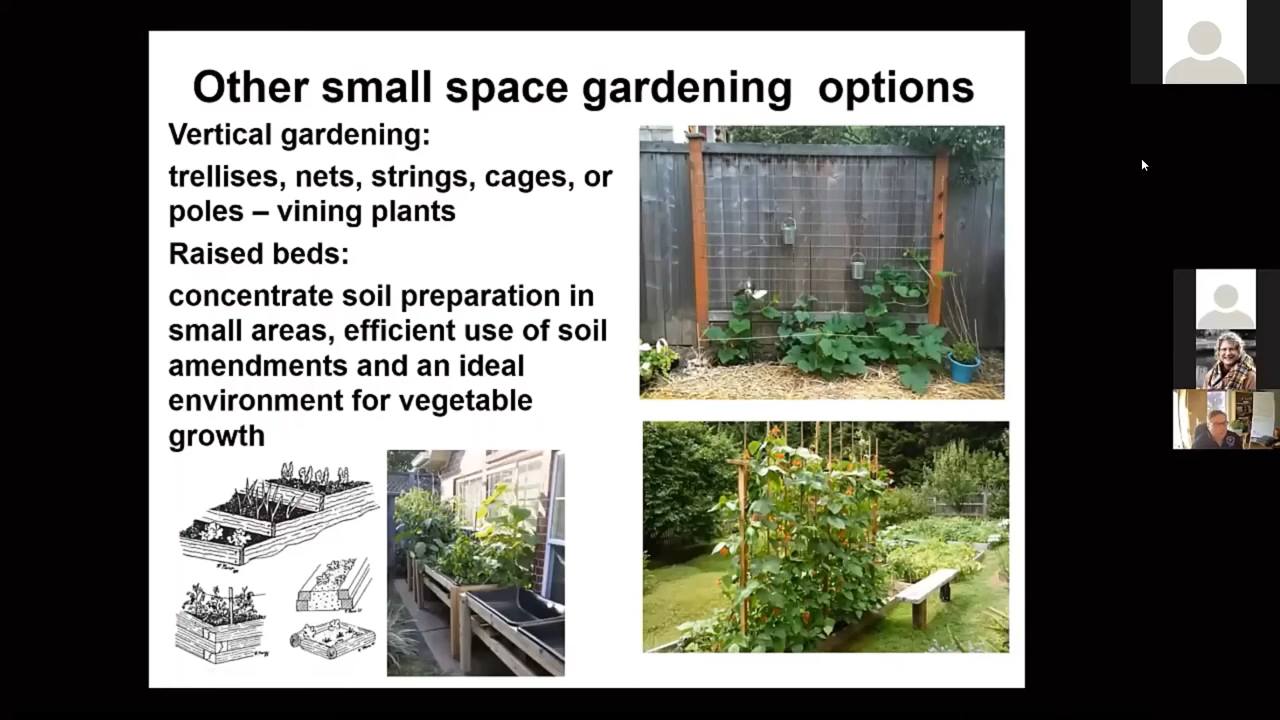 Other small space gardening  options
Vertical gardening:
trellises, nets, strings, cages, or
poles – vining plants
Raised beds:
concentrate soil preparation in
small areas, efficient use of soil
amendments and an ideal
environment for vegetable
growth